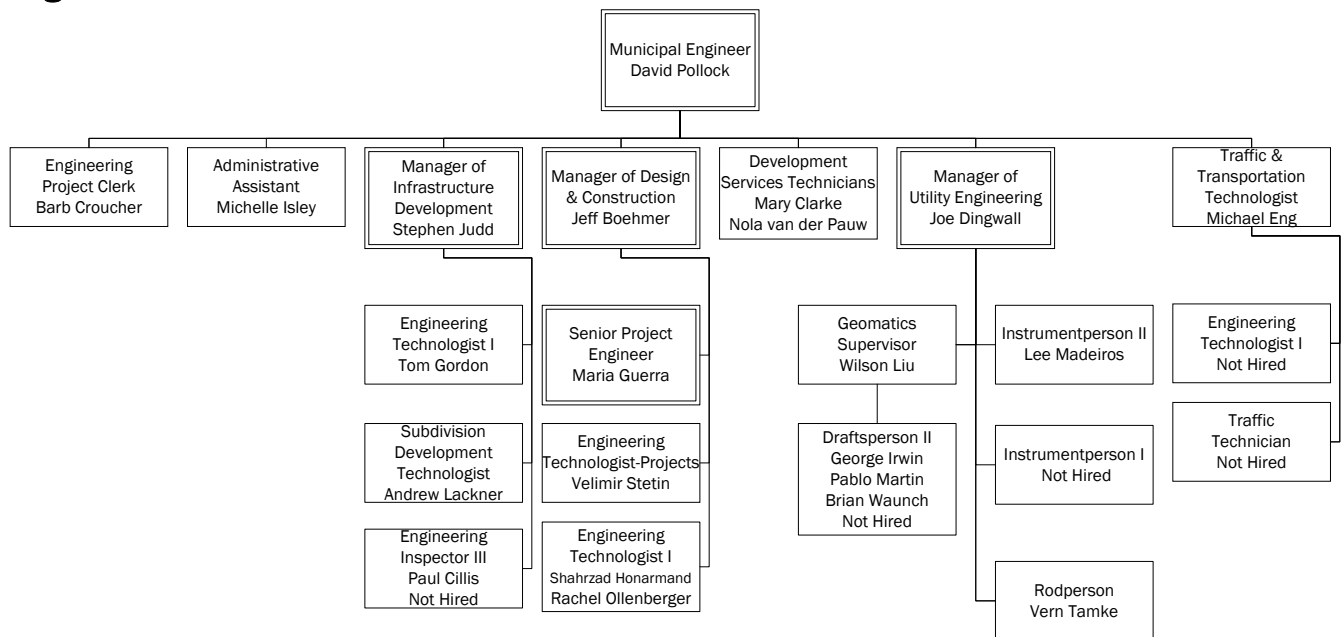 Municipal Engineer
David Pollock
Engineering
Project Clerk
Barb Croucher
Administrative
Assistant
Michelle Isley
Manager of
Infrastructure
Development
Stephen Judd
Manager of Design
& Construction
Jeff Boehmer
Development
Services Technicians
Mary Clarke
Nola van der Pauw
Manager of
Utility Engineering
Joe Dingwall
Traffic &
Transportation
Technologist
Michael Eng
Engineering
Technologist I
Tom Gordon
Subdivision
Development
Technologist
Andrew Lackner
Engineering
Inspector III
Paul Cillis
Not Hired
Senior Project
Engineer
Maria Guerra
Engineering
Technologist-Projects
Velimir Stetin
Engineering
Technologist I
Shahrzad Honarmand
Rachel Ollenberger
Geomatics
Supervisor
Wilson Liu
Draftsperson II
George Irwin
Pablo Martin
Brian Waunch
Not Hired
Instrumentperson II
Lee Madeiros
Instrumentperson I
Not Hired
Rodperson
Vern Tamke
Engineering
Technologist I
Not Hired
Traffic
Technician
Not Hired